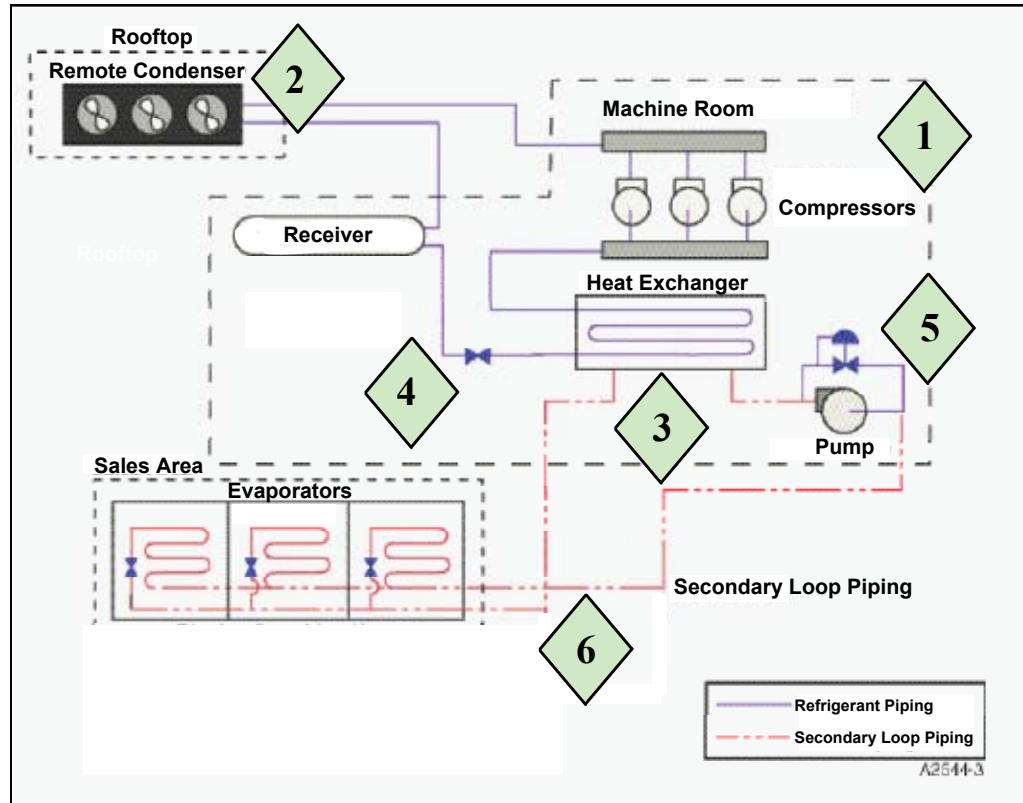 Rooftop
Remote Condenser
2
Machine Room
1
Compressors
Receiver
Rooftop
Heat Exchanger
5
4
3
Pump
Sales Area
Evaporators
Secondary Loop Piping
6
Refrigerant Piping
Secondary Loop Piping
A2544-3